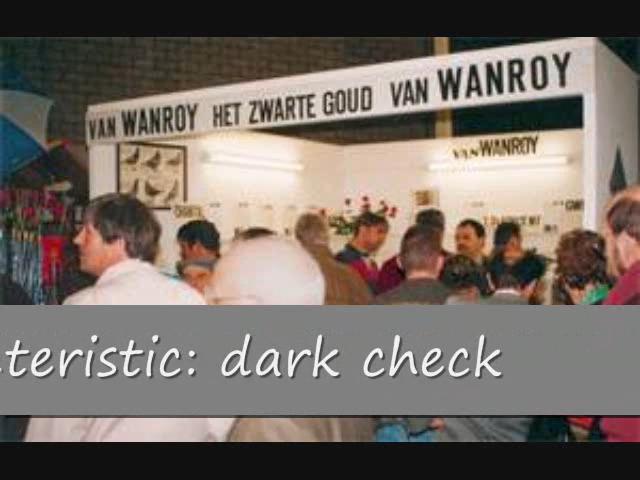 VAN WANROY HET ZWARTE GOUD VAN WANROY
VAN WANROY
teristic: dark check